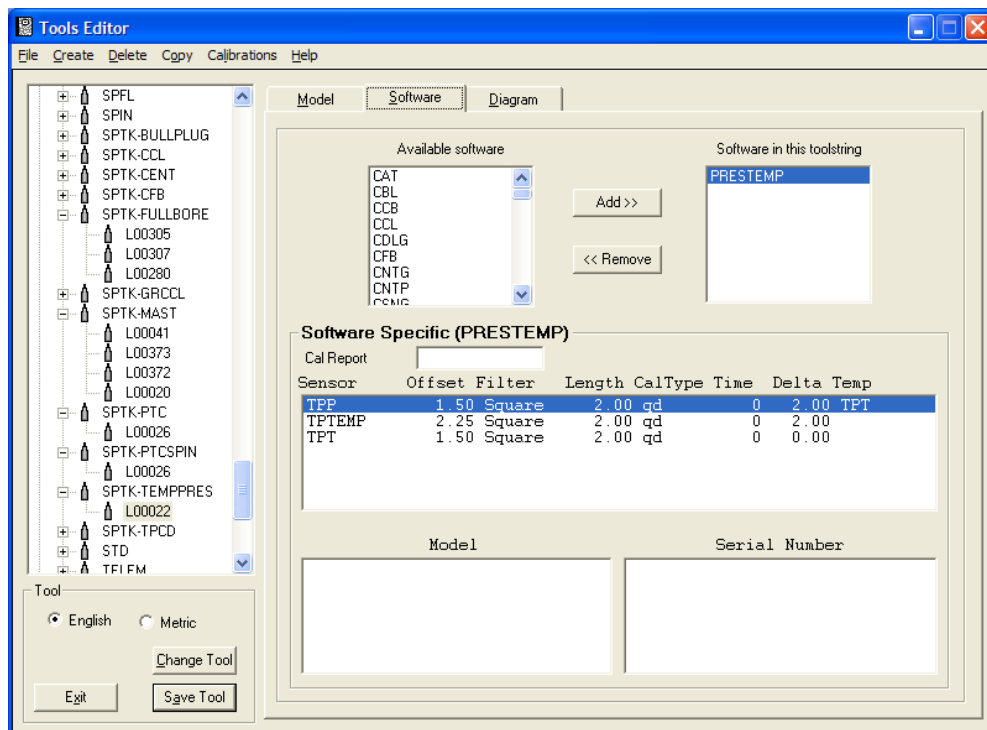 Tools Editor
File Create Delete Copy Calibrations Help
SPFL
SPIN
SPTK-BULLPLUG
SPTK-CCL
SPTK-CENT
SPTK-CFB
SPTK-FULLBORE
L00305
L00307
L00280
SPTK-GRCCL
SPTK-MAST
L00041
L00373
L00372
L00020
SPTK-PTC
L00026
SPTK-PTCSPIN
L00026
SPTK-TEMPPRES
L00022
SPTK-TPCD
STD
TELEM
Tool
English Metric
Change Tool
Exit Save Tool
Model Software Diagram
Available software
CAT
CBL
CCB
CCL
CDLG
CFB
CNTG
CNTP
CSNG
Add >>
<< Remove
Software in this toolstring
PRESTEMP
Software Specific (PRESTEMP)
Cal Report
Sensor Offset Filter Length CalType Time Delta Temp
TPP 1.50 Square 2.00 qd 0 2.00 TPT
TPTEMP 2.25 Square 2.00 qd 0 2.00
TPT 1.50 Square 2.00 qd 0 0.00
Model Serial Number